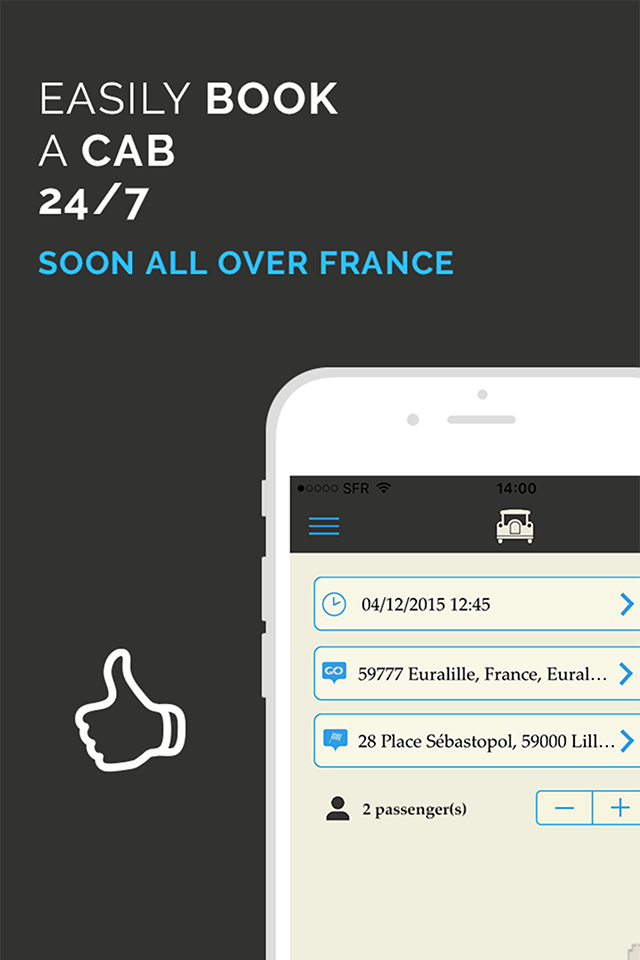 EASILY BOOK
A CAB
24/7
SOON ALL OVER FRANCE
SFR 14:00
04/12/2015 12:45
GO 59777 Euralille, France, Eural...
28 Place Sébastopol, 59000 Lill...
2 passenger(s)